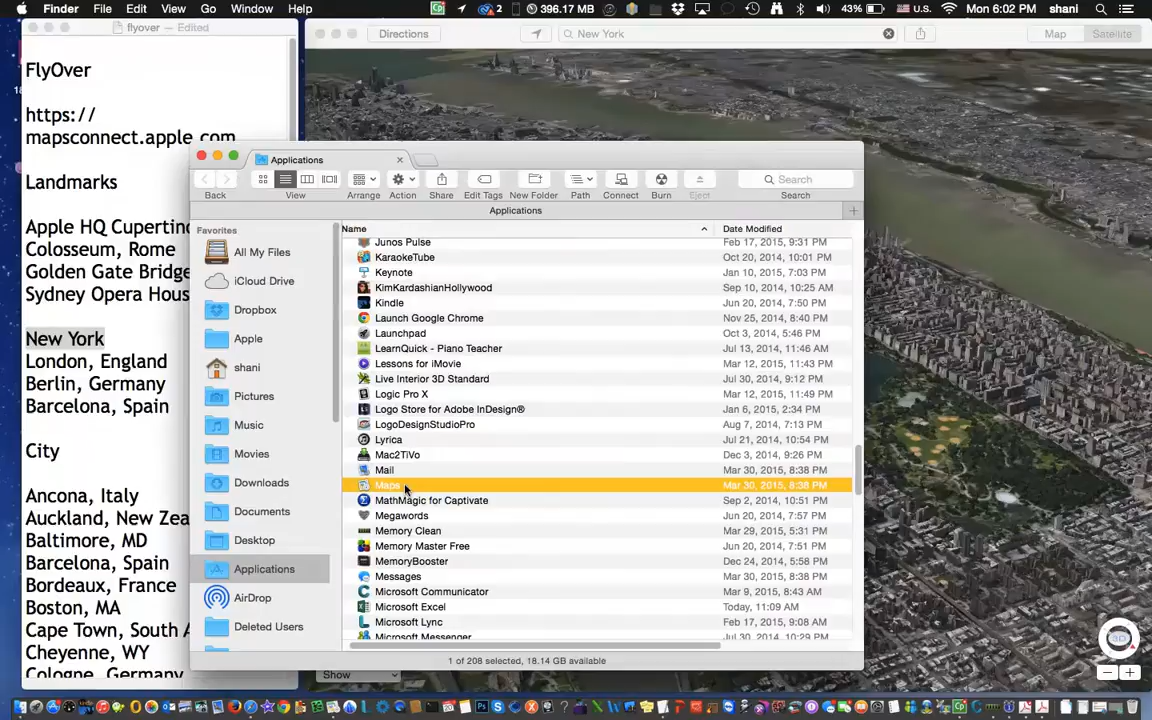 Finder File Edit View Go Window Help 2 396.17 MB 43% U.S. Mon 6:02 PM shani
flyover — Edited
Directions New York Map Satellite
FlyOver
https://
mapsconnect.apple.com
Landmarks
Apple HQ Cupertin
Colosseum, Rome
Golden Gate Bridge
Sydney Opera Hous
New York
London, England
Berlin, Germany
Barcelona, Spain
City
Ancona, Italy
Auckland, New Zea
Baltimore, MD
Barcelona, Spain
Bordeaux, France
Boston, MA
Cape Town, South A
Cheyenne, WY
Cologne, Germany
Applications
Search
Back View Arrange Action Share Edit Tags New Folder Path Connect Burn Eject Search
Applications
Favorites
All My Files
iCloud Drive
Dropbox
Apple
shani
Pictures
Music
Movies
Downloads
Documents
Desktop
Applications
AirDrop
Deleted Users
Name Date Modified
Junos Pulse Feb 17, 2015, 9:31 PM
KaraokeTube Oct 20, 2014, 10:01 PM
Keynote Jan 10, 2015, 7:03 PM
KimKardashianHollywood Sep 10, 2014, 10:25 AM
Kindle Jun 20, 2014, 7:50 PM
Launch Google Chrome Nov 25, 2014, 8:40 PM
Launchpad Oct 3, 2014, 5:46 PM
LearnQuick - Piano Teacher Jul 13, 2014, 11:46 AM
Lessons for iMovie Mar 12, 2015, 11:43 PM
Live Interior 3D Standard Jul 30, 2014, 9:12 PM
Logic Pro X Mar 12, 2015, 11:49 PM
Logo Store for Adobe InDesign® Jan 6, 2015, 2:34 PM
LogoDesignStudioPro Aug 7, 2014, 7:13 PM
Lyrica Jul 21, 2014, 10:54 PM
Mac2TiVo Dec 3, 2014, 9:26 PM
Mail Mar 30, 2015, 8:38 PM
Maps Mar 30, 2015, 8:38 PM
MathMagic for Captivate Sep 2, 2014, 10:51 PM
Megawords Jun 20, 2014, 7:57 PM
Memory Clean Mar 29, 2015, 5:31 PM
Memory Master Free Jun 20, 2014, 7:51 PM
MemoryBooster Dec 24, 2014, 5:58 PM
Messages Mar 30, 2015, 8:38 PM
Microsoft Communicator Mar 9, 2015, 8:43 AM
Microsoft Excel Today, 11:09 AM
Microsoft Lync Feb 17, 2015, 9:08 AM
Microsoft Messenger Jul 30, 2014, 10:29 PM
1 of 208 selected, 18.14 GB available
Show
3D